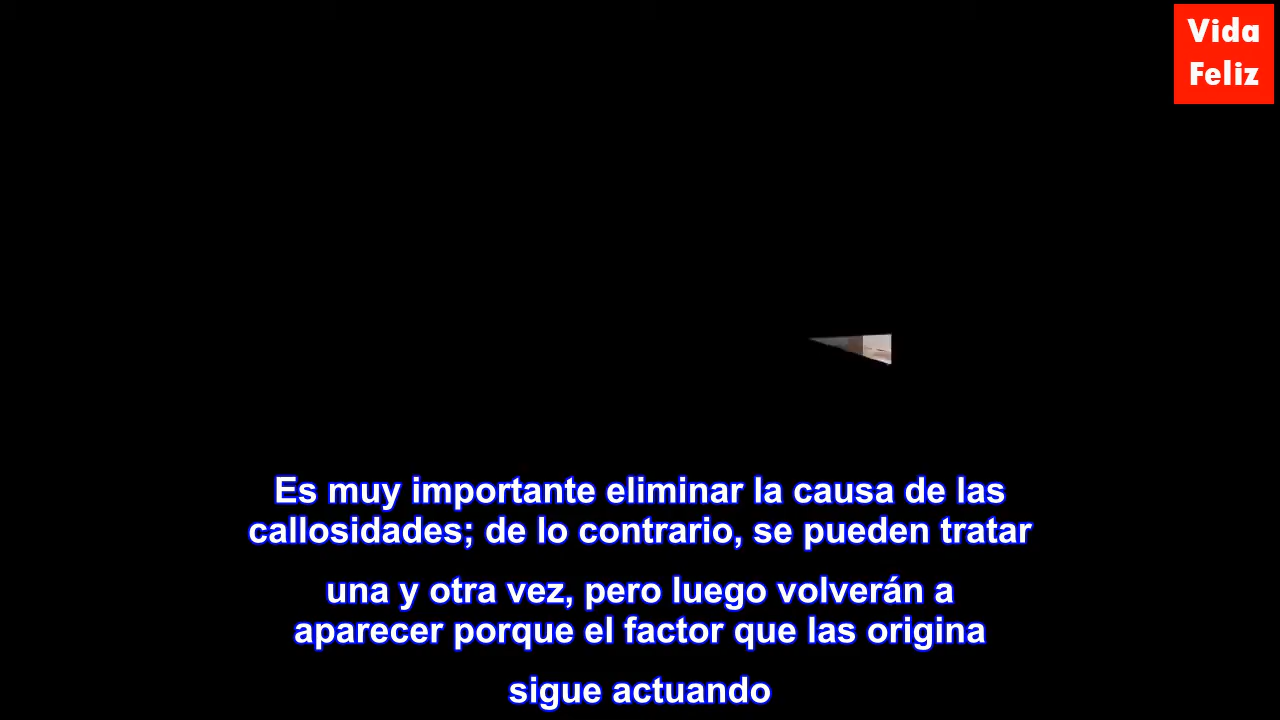 Vida
Feliz
Es muy importante eliminar la causa de las
callosidades; de lo contrario, se pueden tratar
una y otra vez, pero luego volverán a
aparecer porque el factor que las origina
sigue actuando